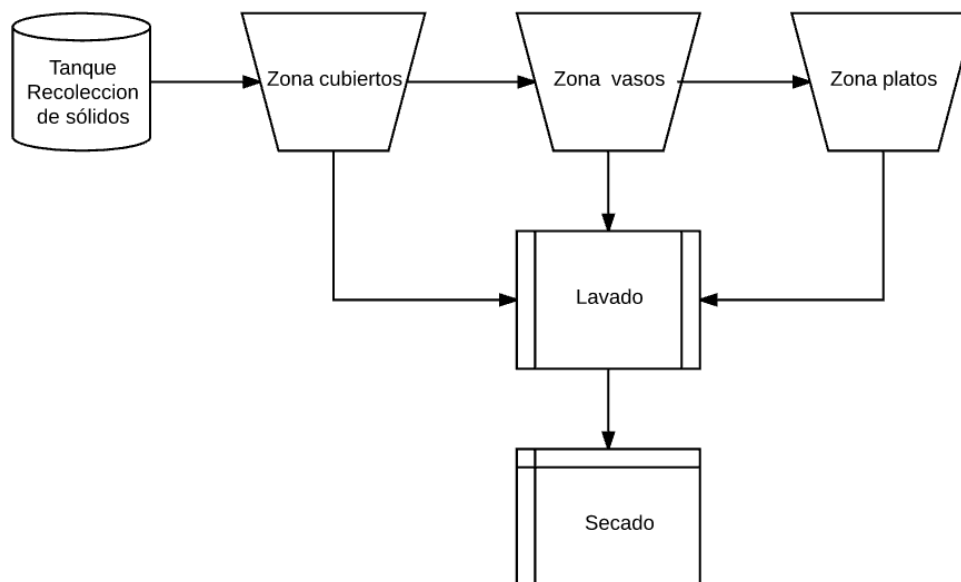 Tanque
Recoleccion
de sólidos
Zona cubiertos
Zona vasos
Zona platos
Lavado
Secado